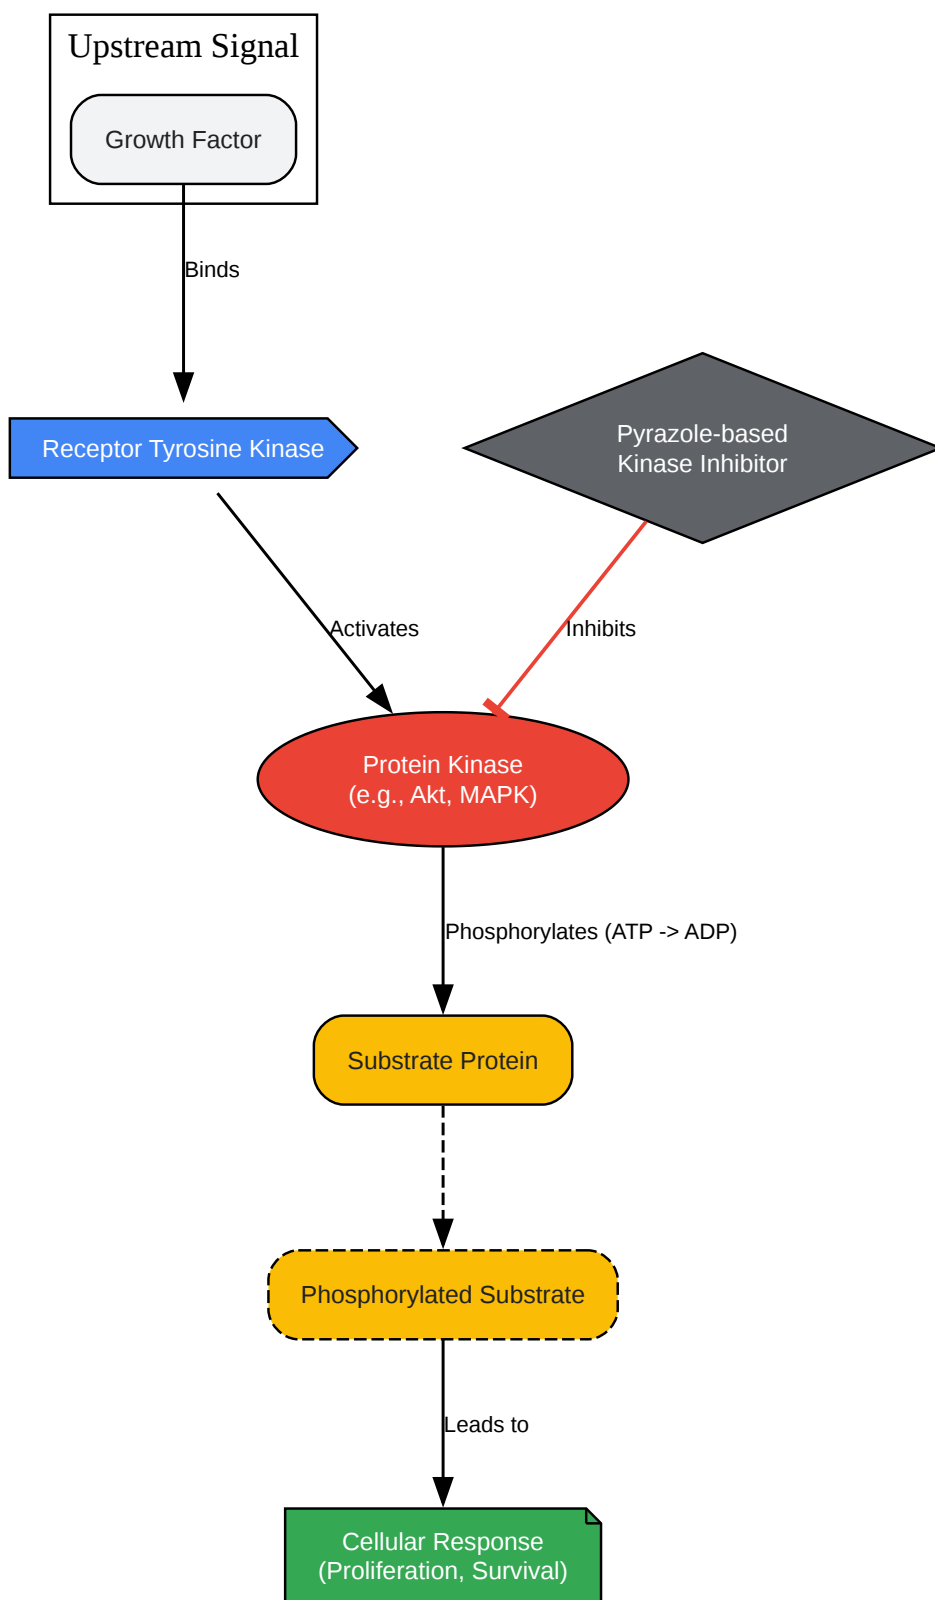 Upstream Signal
Growth Factor
Binds
Receptor Tyrosine Kinase
Pyrazole-based
Kinase Inhibitor
Activates
Inhibits
Protein Kinase
(e.g., Akt, MAPK)
Phosphorylates (ATP -> ADP)
Substrate Protein
Phosphorylated Substrate
Leads to
Cellular Response
(Proliferation, Survival)